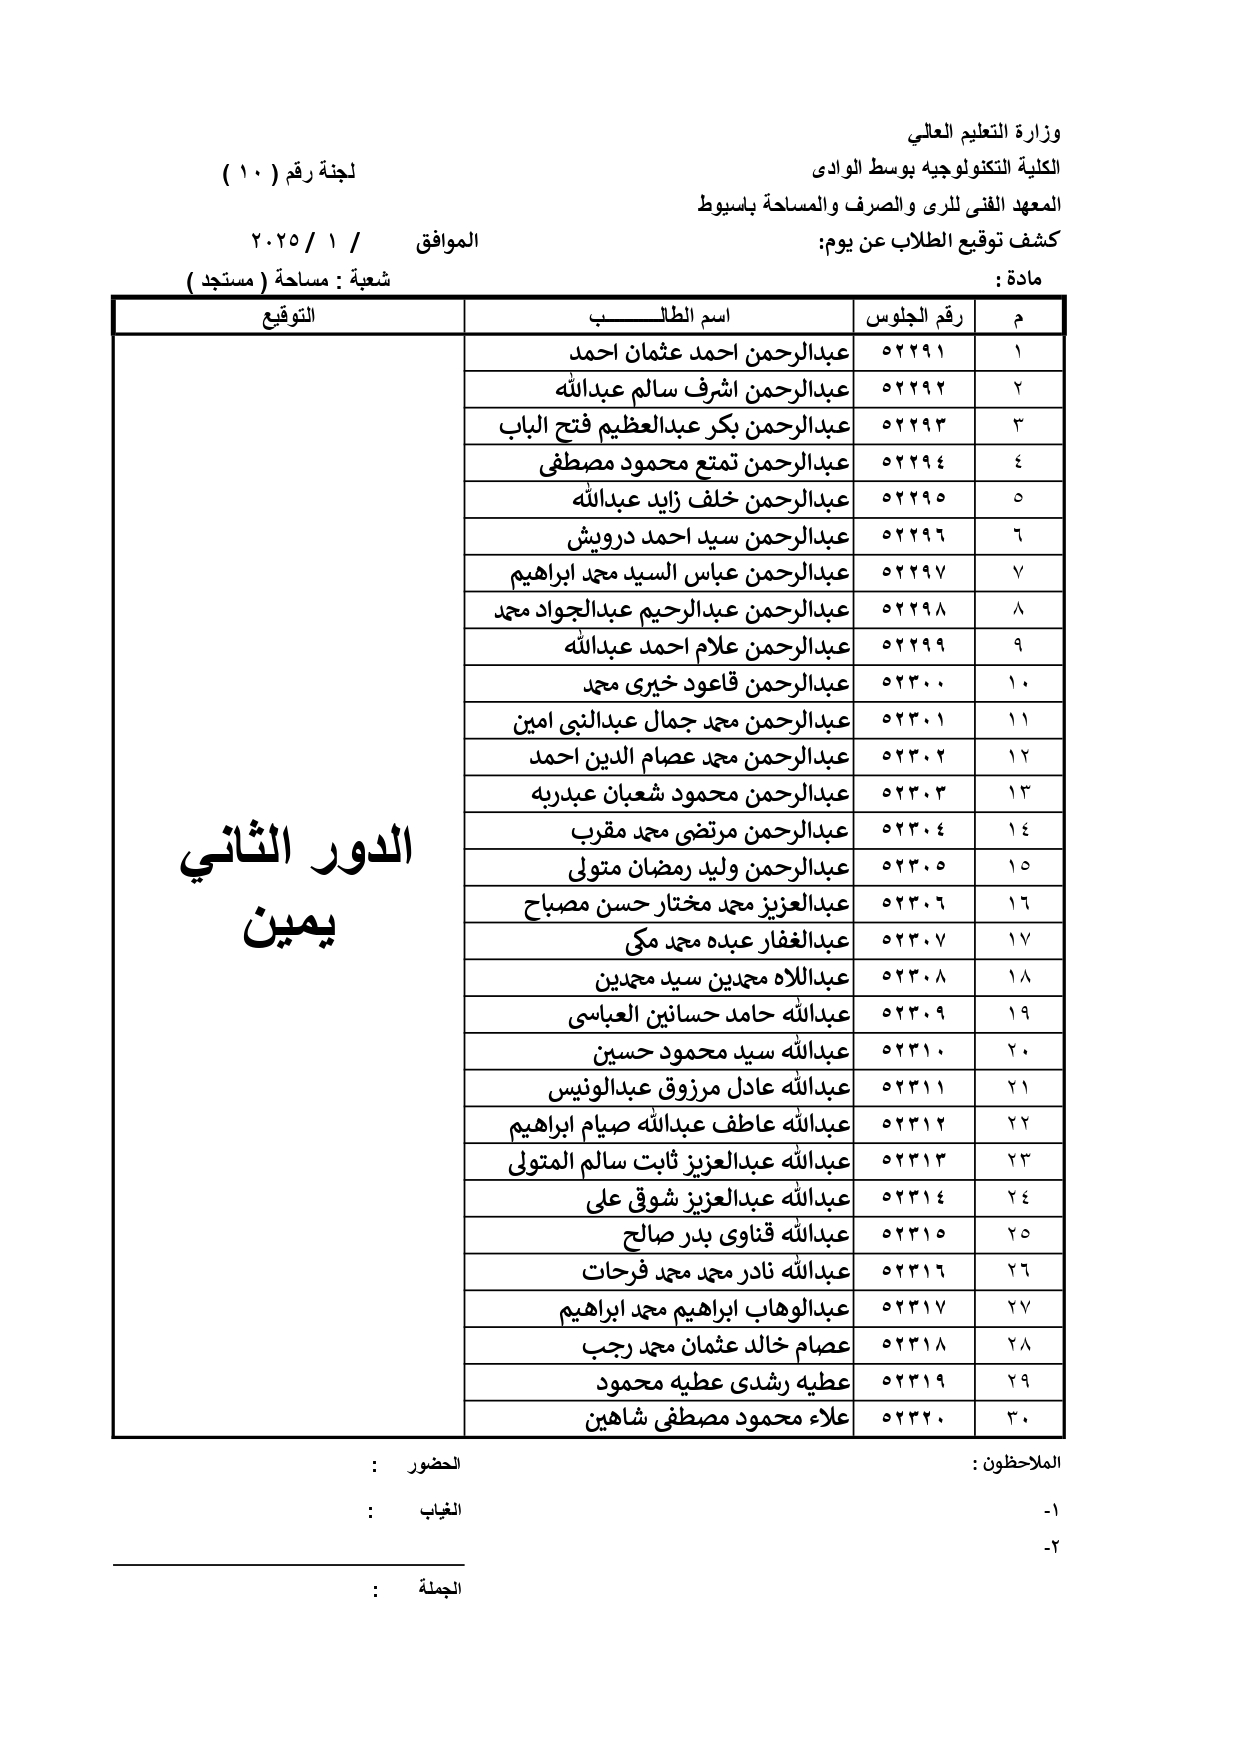 وزارة التعليم العالي
الكلية التكنولوجيه بوسط الوادى
لجنة رقم ( ١٠ )
المعهد الفنى للرى والصرف والمساحة باسيوط
كشف توقيع الطلاب عن يوم: الموافق / ١ / ٢٠٢٥
مادة : شعبة : مساحة ( مستجد )
م رقم الجلوس اسم الطالــــــــب التوقيع
١ ٥٢٢٩١ عبدالرحمن احمد عثمان احمد
٢ ٥٢٢٩٢ عبدالرحمن اشرف سالم عبدالله
٣ ٥٢٢٩٣ عبدالرحمن بكر عبدالعظيم فتح الباب
٤ ٥٢٢٩٤ عبدالرحمن تمتع محمود مصطفى
٥ ٥٢٢٩٥ عبدالرحمن خلف زايد عبدالله
٦ ٥٢٢٩٦ عبدالرحمن سيد احمد درويش
٧ ٥٢٢٩٧ عبدالرحمن عباس السيد محمد ابراهيم
٨ ٥٢٢٩٨ عبدالرحمن عبدالرحيم عبدالجواد محمد
٩ ٥٢٢٩٩ عبدالرحمن علام احمد عبدالله
١٠ ٥٢٣٠٠ عبدالرحمن قاعود خيرى محمد
١١ ٥٢٣٠١ عبدالرحمن محمد جمال عبدالنبى امين
١٢ ٥٢٣٠٢ عبدالرحمن محمد عصام الدين احمد
١٣ ٥٢٣٠٣ عبدالرحمن محمود شعبان عبدربه
١٤ ٥٢٣٠٤ عبدالرحمن مرتضى محمد مقرب
١٥ ٥٢٣٠٥ عبدالرحمن وليد رمضان متولى
١٦ ٥٢٣٠٦ عبدالعزيز محمد مختار حسن مصباح
١٧ ٥٢٣٠٧ عبدالغفار عبده محمد مكى
١٨ ٥٢٣٠٨ عبداللاه محمدين سيد محمدين
١٩ ٥٢٣٠٩ عبدالله حامد حسانين العباسى
٢٠ ٥٢٣١٠ عبدالله سيد محمود حسين
٢١ ٥٢٣١١ عبدالله عادل مرزوق عبدالونيس
٢٢ ٥٢٣١٢ عبدالله عاطف عبدالله صيام ابراهيم
٢٣ ٥٢٣١٣ عبدالله عبدالعزيز ثابت سالم المتولى
٢٤ ٥٢٣١٤ عبدالله عبدالعزيز شوقى على
٢٥ ٥٢٣١٥ عبدالله قناوى بدر صالح
٢٦ ٥٢٣١٦ عبدالله نادر محمد محمد فرحات
٢٧ ٥٢٣١٧ عبدالوهاب ابراهيم محمد ابراهيم
٢٨ ٥٢٣١٨ عصام خالد عثمان محمد رجب
٢٩ ٥٢٣١٩ عطيه رشدى عطيه محمود
٣٠ ٥٢٣٢٠ علاء محمود مصطفى شاهين
الدور الثاني
يمين
الملاحظون : الحضور :
١- الغياب :
٢-
الجملة :